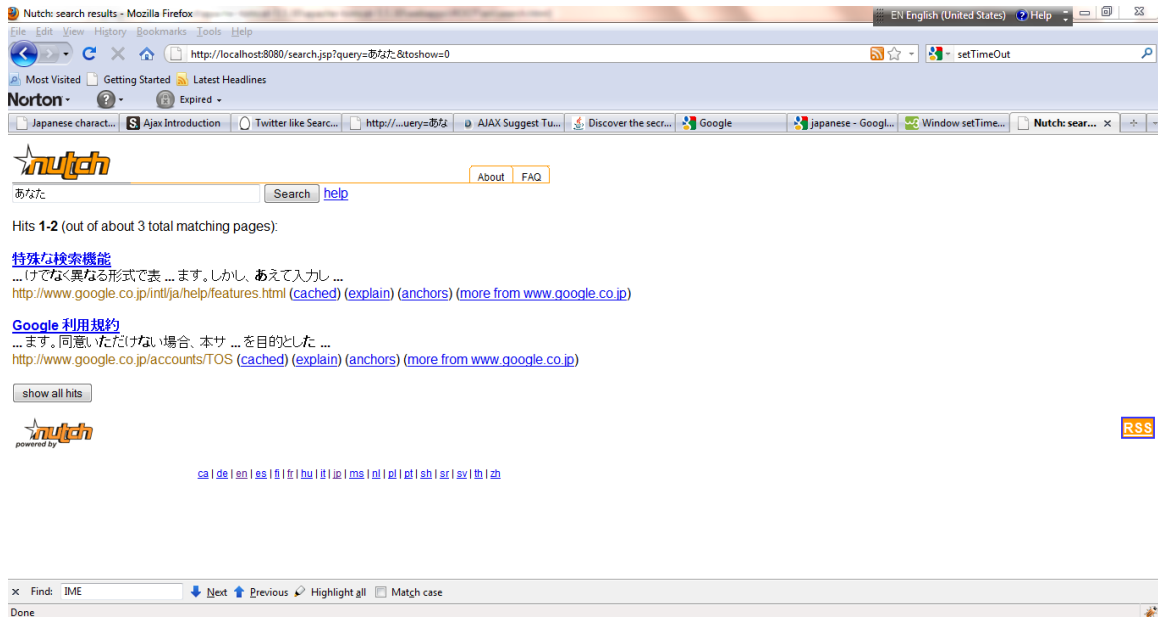 Nutch: search results - Mozilla Firefox
EN English (United States) Help
File Edit View History Bookmarks Tools Help
http://localhost:8080/search.jsp?query=あなた&toshow=0
setTimeOut
Most Visited Getting Started Latest Headlines
Norton Expired
Japanese charact... Ajax Introduction Twitter like Searc... http://...uery=あなた AJAX Suggest Tu... Discover the secr... Google japanese - Googl... Window setTime... Nutch: sear...
nutch
About FAQ
あなた Search help
Hits 1-2 (out of about 3 total matching pages):
特殊な検索機能
... けでなく異なる形式で表 ... ます。しかし、あえて入力し ...
http://www.google.co.jp/intl/ja/help/features.html (cached) (explain) (anchors) (more from www.google.co.jp)
Google 利用規約
... ます。同意いただけない場合、本サ ... を目的とした ...
http://www.google.co.jp/accounts/TOS (cached) (explain) (anchors) (more from www.google.co.jp)
show all hits
powered by nutch
RSS
ca | de | en | es | fi | fr | hu | it | jp | ms | nl | pl | pt | sh | sr | sv | th | zh
× Find: IME Next Previous Highlight all Match case
Done